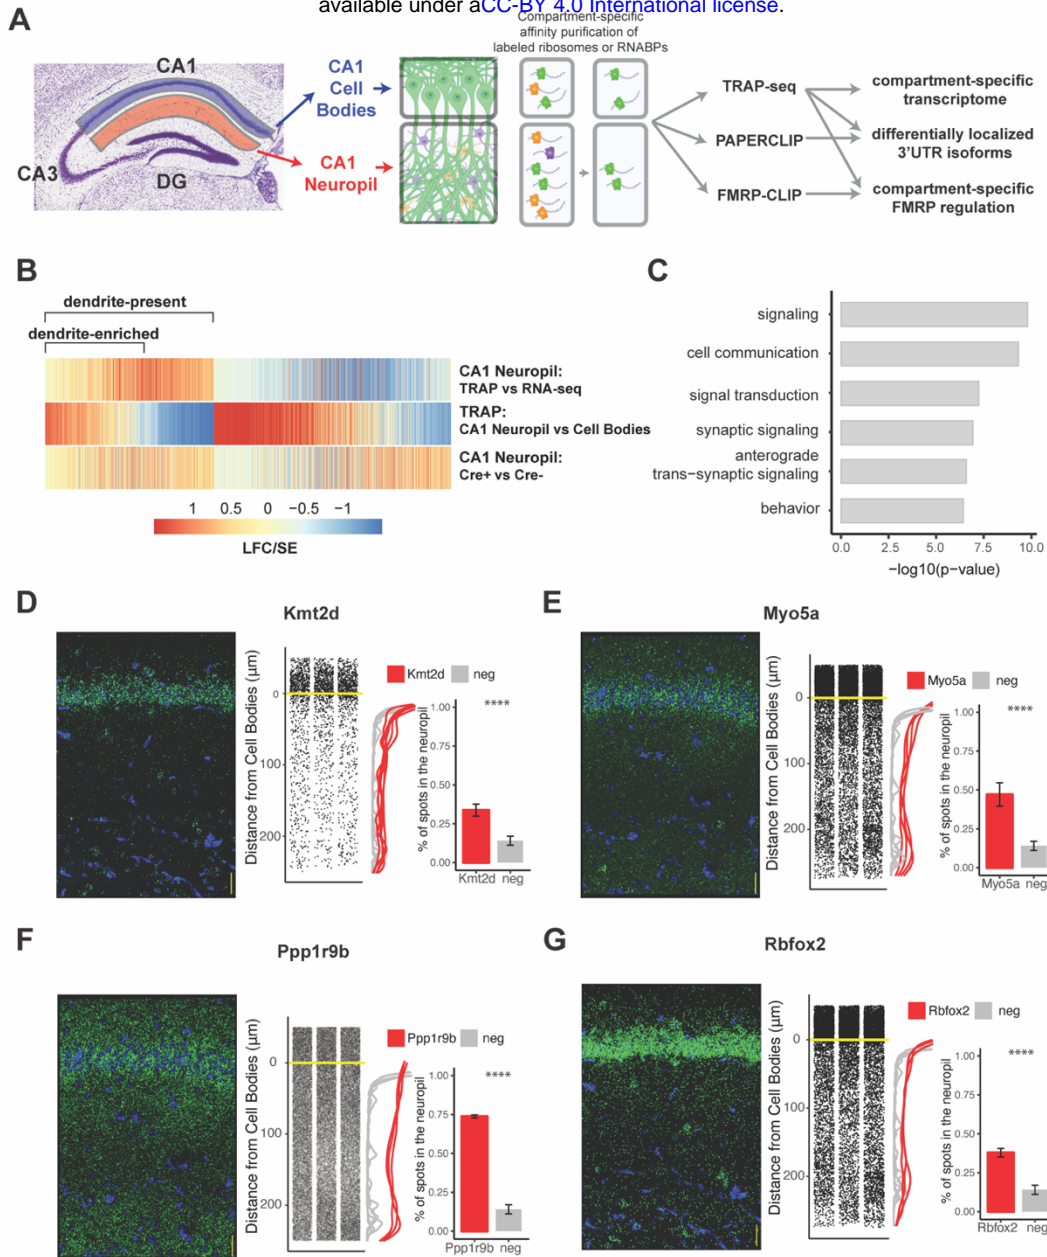 available under aCC-BY 4.0 International license.
A
Compartment-specific
affinity purification of
labeled ribosomes or RNABPs
CA1
CA3
DG
CA1
Cell
Bodies
CA1
Neuropil
TRAP-seq
PAPERCLIP
FMRP-CLIP
compartment-specific
transcriptome
differentially localized
3'UTR isoforms
compartment-specific
FMRP regulation
B
dendrite-present
dendrite-enriched
CA1 Neuropil:
TRAP vs RNA-seq
TRAP:
CA1 Neuropil vs Cell Bodies
CA1 Neuropil:
Cre+ vs Cre-
1 0.5 0 −0.5 −1
LFC/SE
C
signaling
cell communication
signal transduction
synaptic signaling
anterograde
trans−synaptic signaling
behavior
0.0 2.5 5.0 7.5 10.0
−log10(p−value)
D
Kmt2d
Distance from Cell Bodies (µm)
0
100
200
Kmt2d neg
% of spots in the neuropil
1.00
0.75
0.50
0.25
0.00
****
Kmt2d neg
E
Myo5a
Distance from Cell Bodies (µm)
0
100
200
Myo5a neg
% of spots in the neuropil
1.00
0.75
0.50
0.25
0.00
****
Myo5a neg
F
Ppp1r9b
Distance from Cell Bodies (µm)
0
100
200
Ppp1r9b neg
% of spots in the neuropil
1.00
0.75
0.50
0.25
0.00
****
Ppp1r9b neg
G
Rbfox2
Distance from Cell Bodies (µm)
0
100
200
Rbfox2 neg
% of spots in the neuropil
1.00
0.75
0.50
0.25
0.00
****
Rbfox2 neg